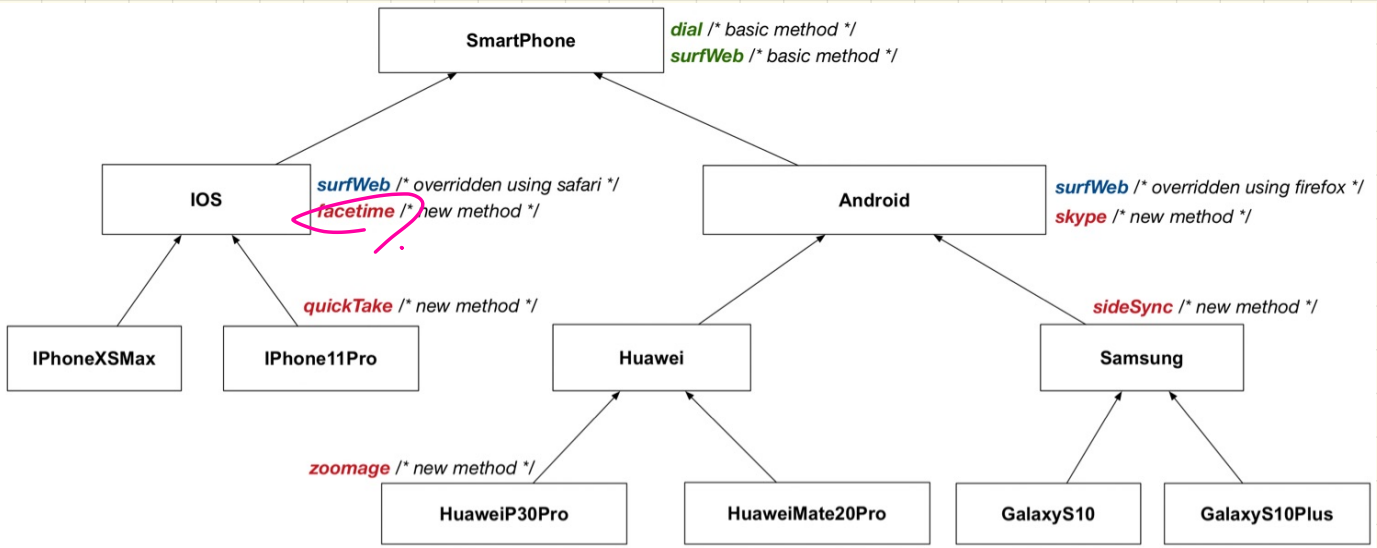 SmartPhone
dial /* basic method */
surfWeb /* basic method */
IOS
surfWeb /* overridden using safari */
facetime /* new method */
Android
surfWeb /* overridden using firefox */
skype /* new method */
quickTake /* new method */
sideSync /* new method */
IPhoneXSMax
IPhone11Pro
Huawei
Samsung
zoomage /* new method */
HuaweiP30Pro
HuaweiMate20Pro
GalaxyS10
GalaxyS10Plus